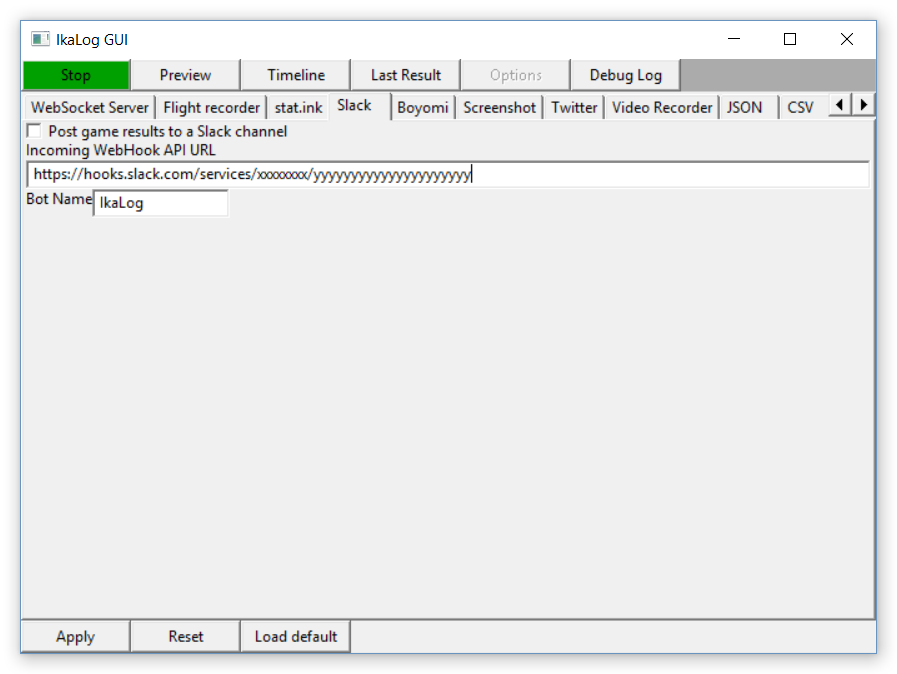 IkaLog GUI
Stop Preview Timeline Last Result Options Debug Log
WebSocket Server Flight recorder stat.ink Slack Boyomi Screenshot Twitter Video Recorder JSON CSV
Post game results to a Slack channel
Incoming WebHook API URL
https://hooks.slack.com/services/xxxxxxxx/yyyyyyyyyyyyyyyyyyyyy
Bot Name IkaLog
Apply Reset Load default